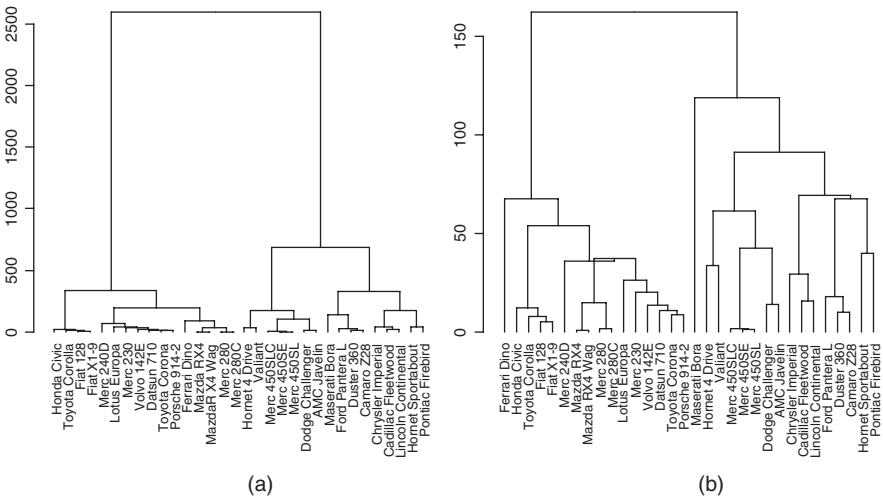 2500
2000
1500
1000
500
0
Honda Civic
Toyota Corolla
Fiat 128
Fiat X1-9
Merc 240D
Lotus Europa
Merc 230
Volvo 142E
Datsun 710
Toyota Corona
Porsche 914-2
Ferrari Dino
Mazda RX4
MazdaR X4 Wag
Merc 280
Merc 280C
Hornet 4 Drive
Valiant
Merc 450SLC
Merc 450SE
Merc 450SL
Dodge Challenger
AMC Javelin
Maserati Bora
Ford Pantera L
Duster 360
Camaro Z28
Chrysler Imperial
Cadillac Fleetwood
Lincoln Continental
Hornet Sportabout
Pontiac Firebird
(a)
150
100
50
0
Ferrari Dino
Honda Civic
Toyota Corolla
Fiat 128
Fiat X1-9
Merc 240D
Mazda RX4
Mazda RX4 Wag
Merc 280
Merc 280C
Lotus Europa
Merc 230
Volvo 142E
Datsun 710
Toyota Corona
Porsche 914-2
Maserati Bora
Hornet 4 Drive
Valiant
Merc 450SLC
Merc 450SE
Merc 450SL
Dodge Challenger
AMC Javelin
Chrysler Imperial
Cadillac Fleetwood
Lincoln Continental
Ford Pantera L
Duster 360
Camaro Z28
Hornet Sportabout
Pontiac Firebird
(b)